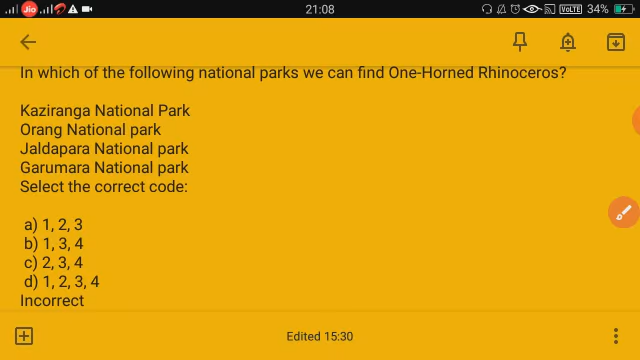 Jio
21:08
VoLTE 34%
In which of the following national parks we can find One-Horned Rhinoceros?
Kaziranga National Park
Orang National park
Jaldapara National park
Garumara National park
Select the correct code:
a) 1, 2, 3
b) 1, 3, 4
c) 2, 3, 4
d) 1, 2, 3, 4
Incorrect
Edited 15:30